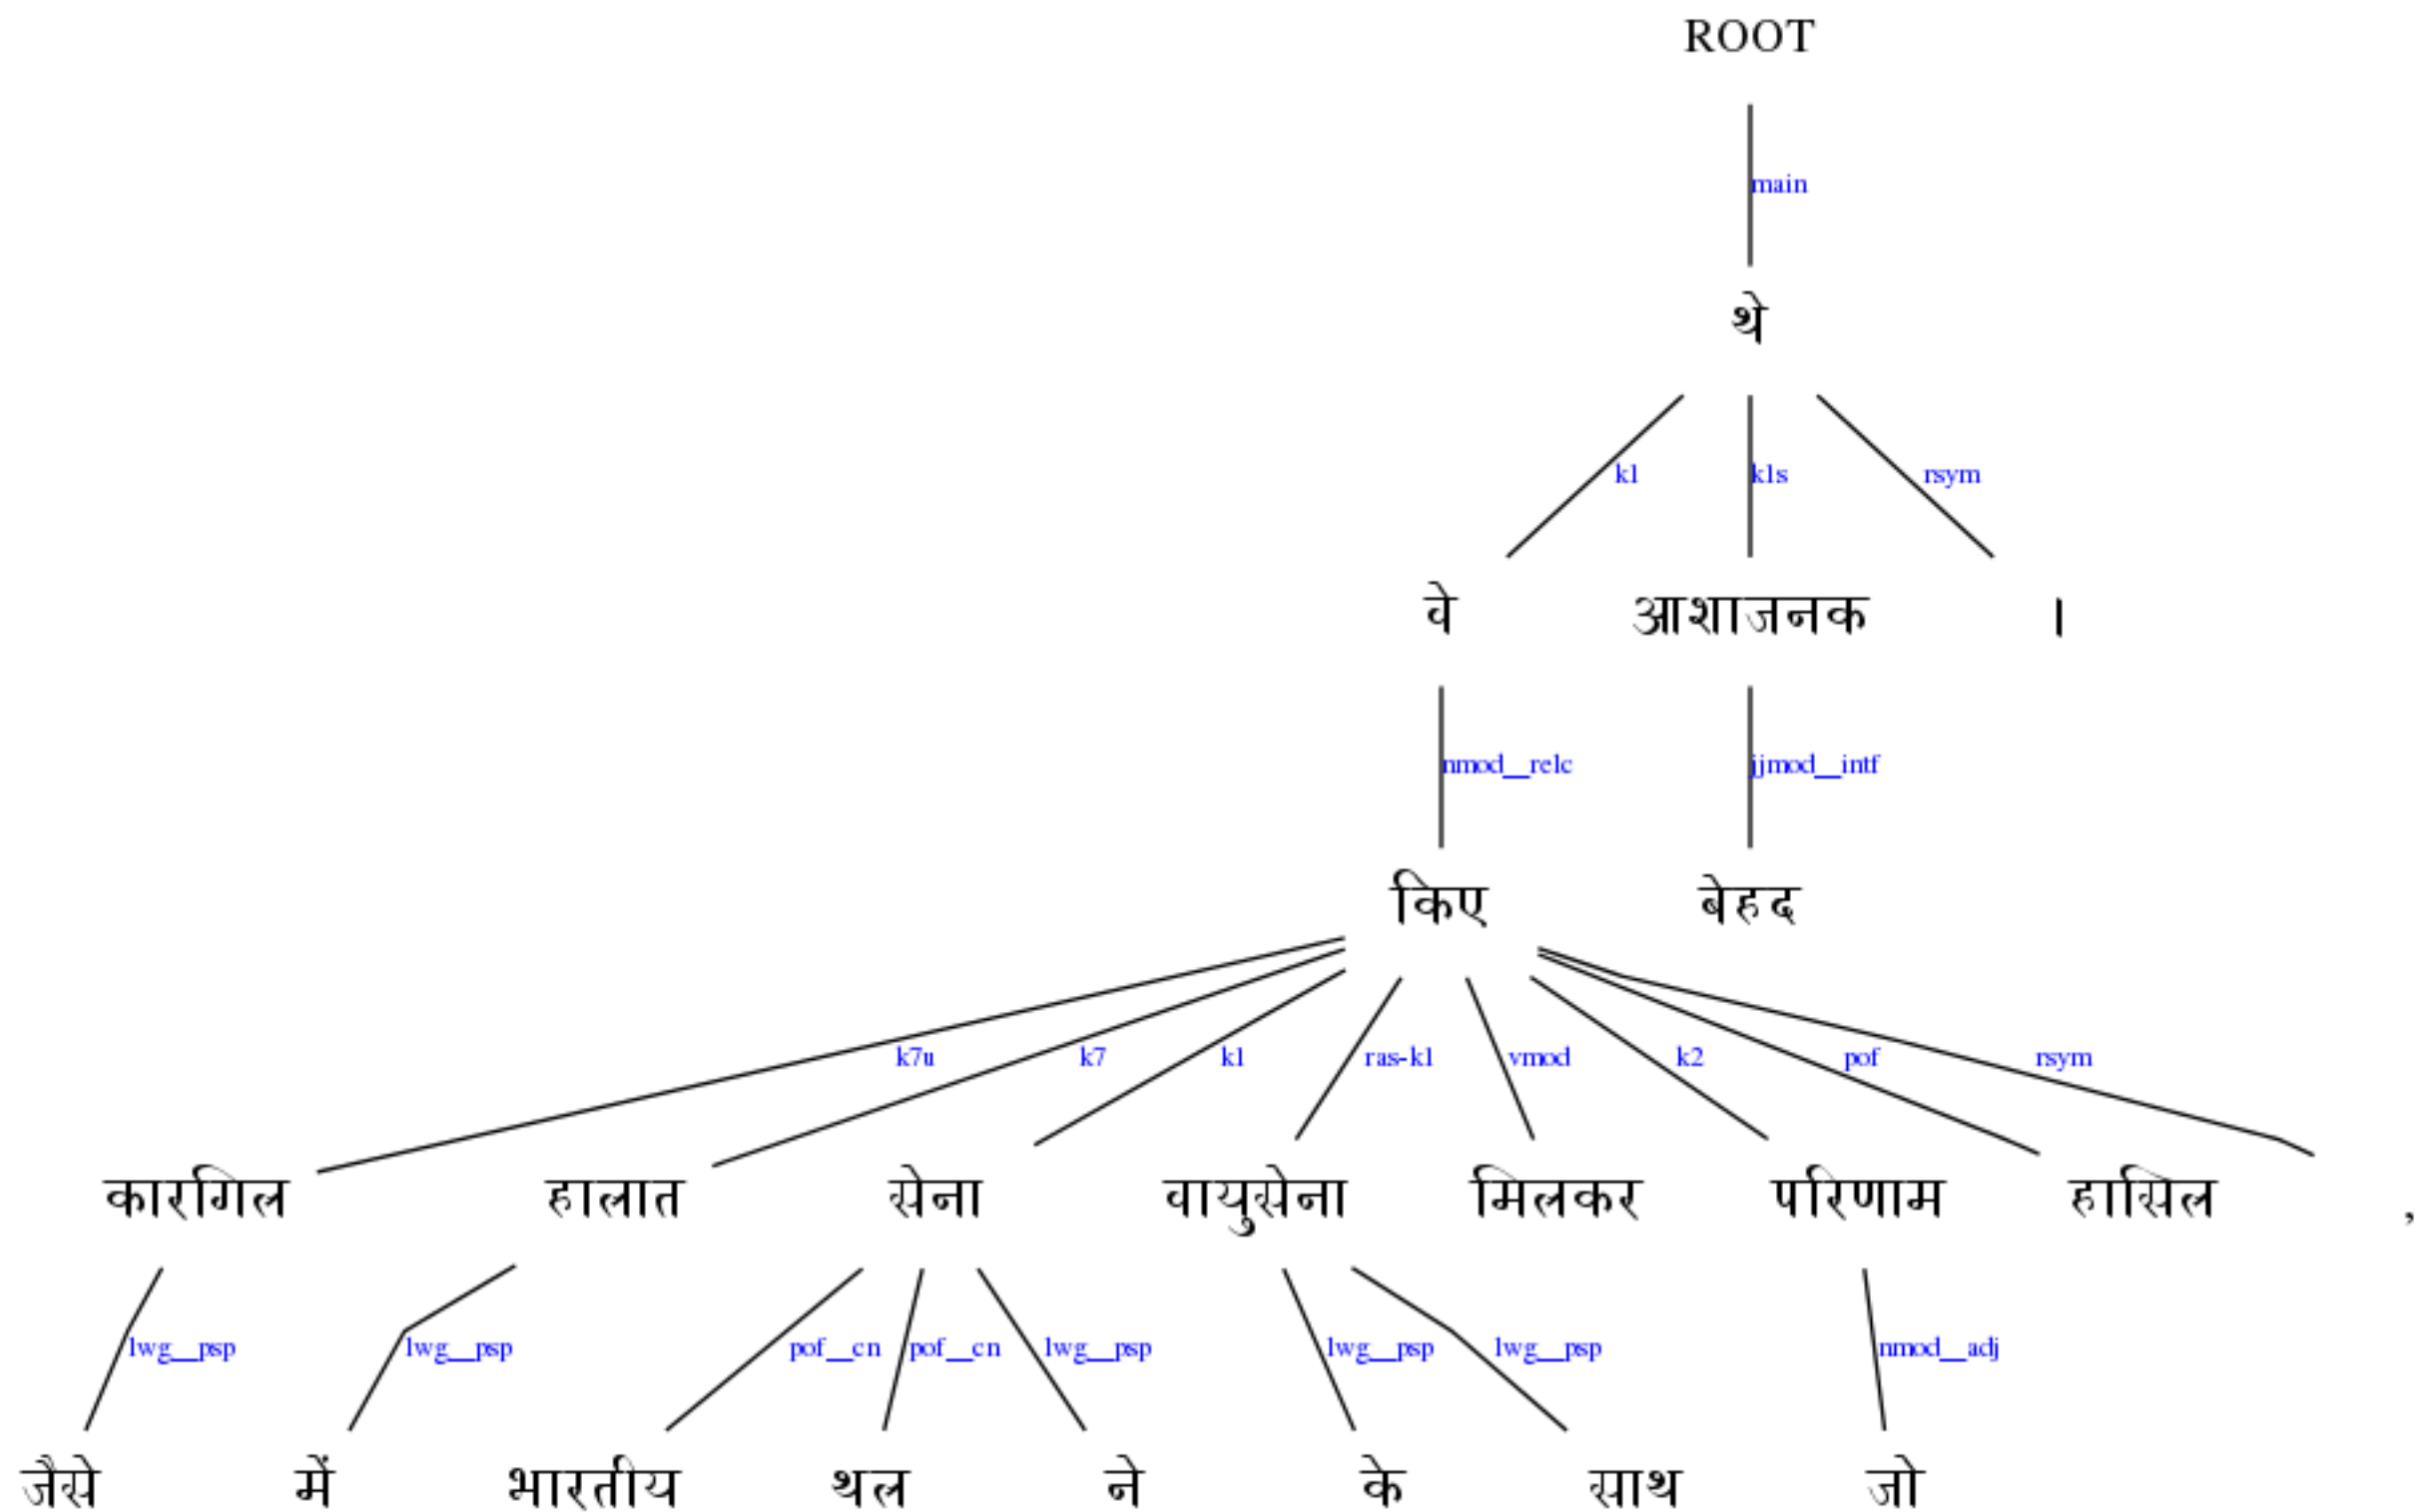 ROOT
main
थे
k1 k1s rsym
वे आशाजनक ।
nmod__relc jjmod__intf
किए बेहद
k7u k7 k1 ras-k1 vmod k2 pof rsym
कारगिल हालात सेना वायुसेना मिलकर परिणाम हासिल ,
lwg__psp lwg__psp pof__cn pof__cn lwg__psp lwg__psp lwg__psp nmod__adj
जैसे में भारतीय थल ने के साथ जो